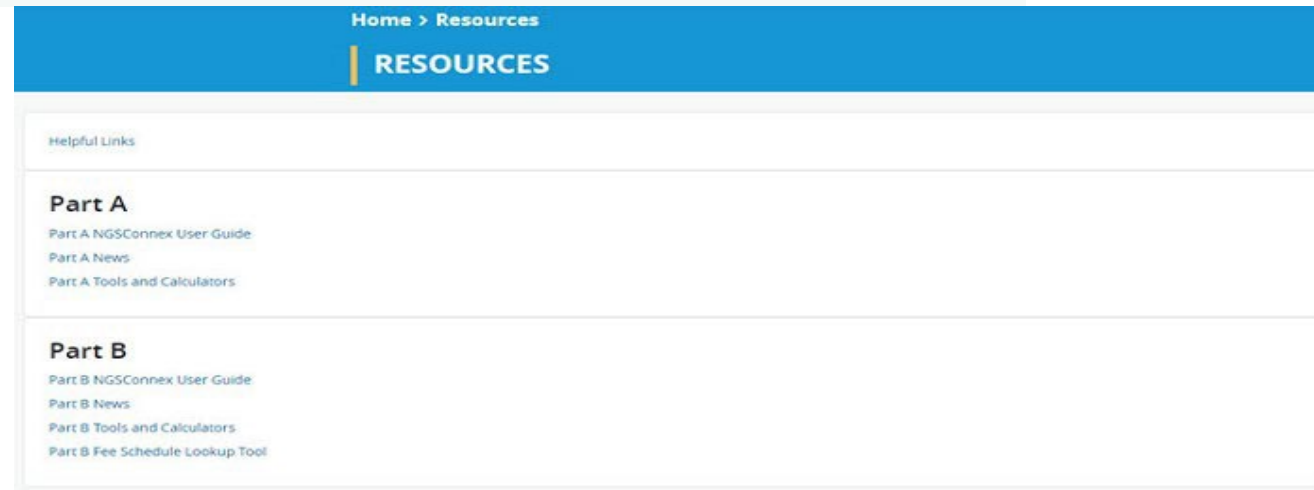 Home > Resources
RESOURCES
Helpful Links
Part A
Part A NGSConnex User Guide
Part A News
Part A Tools and Calculators
Part B
Part B NGSConnex User Guide
Part B News
Part B Tools and Calculators
Part B Fee Schedule Lookup Tool